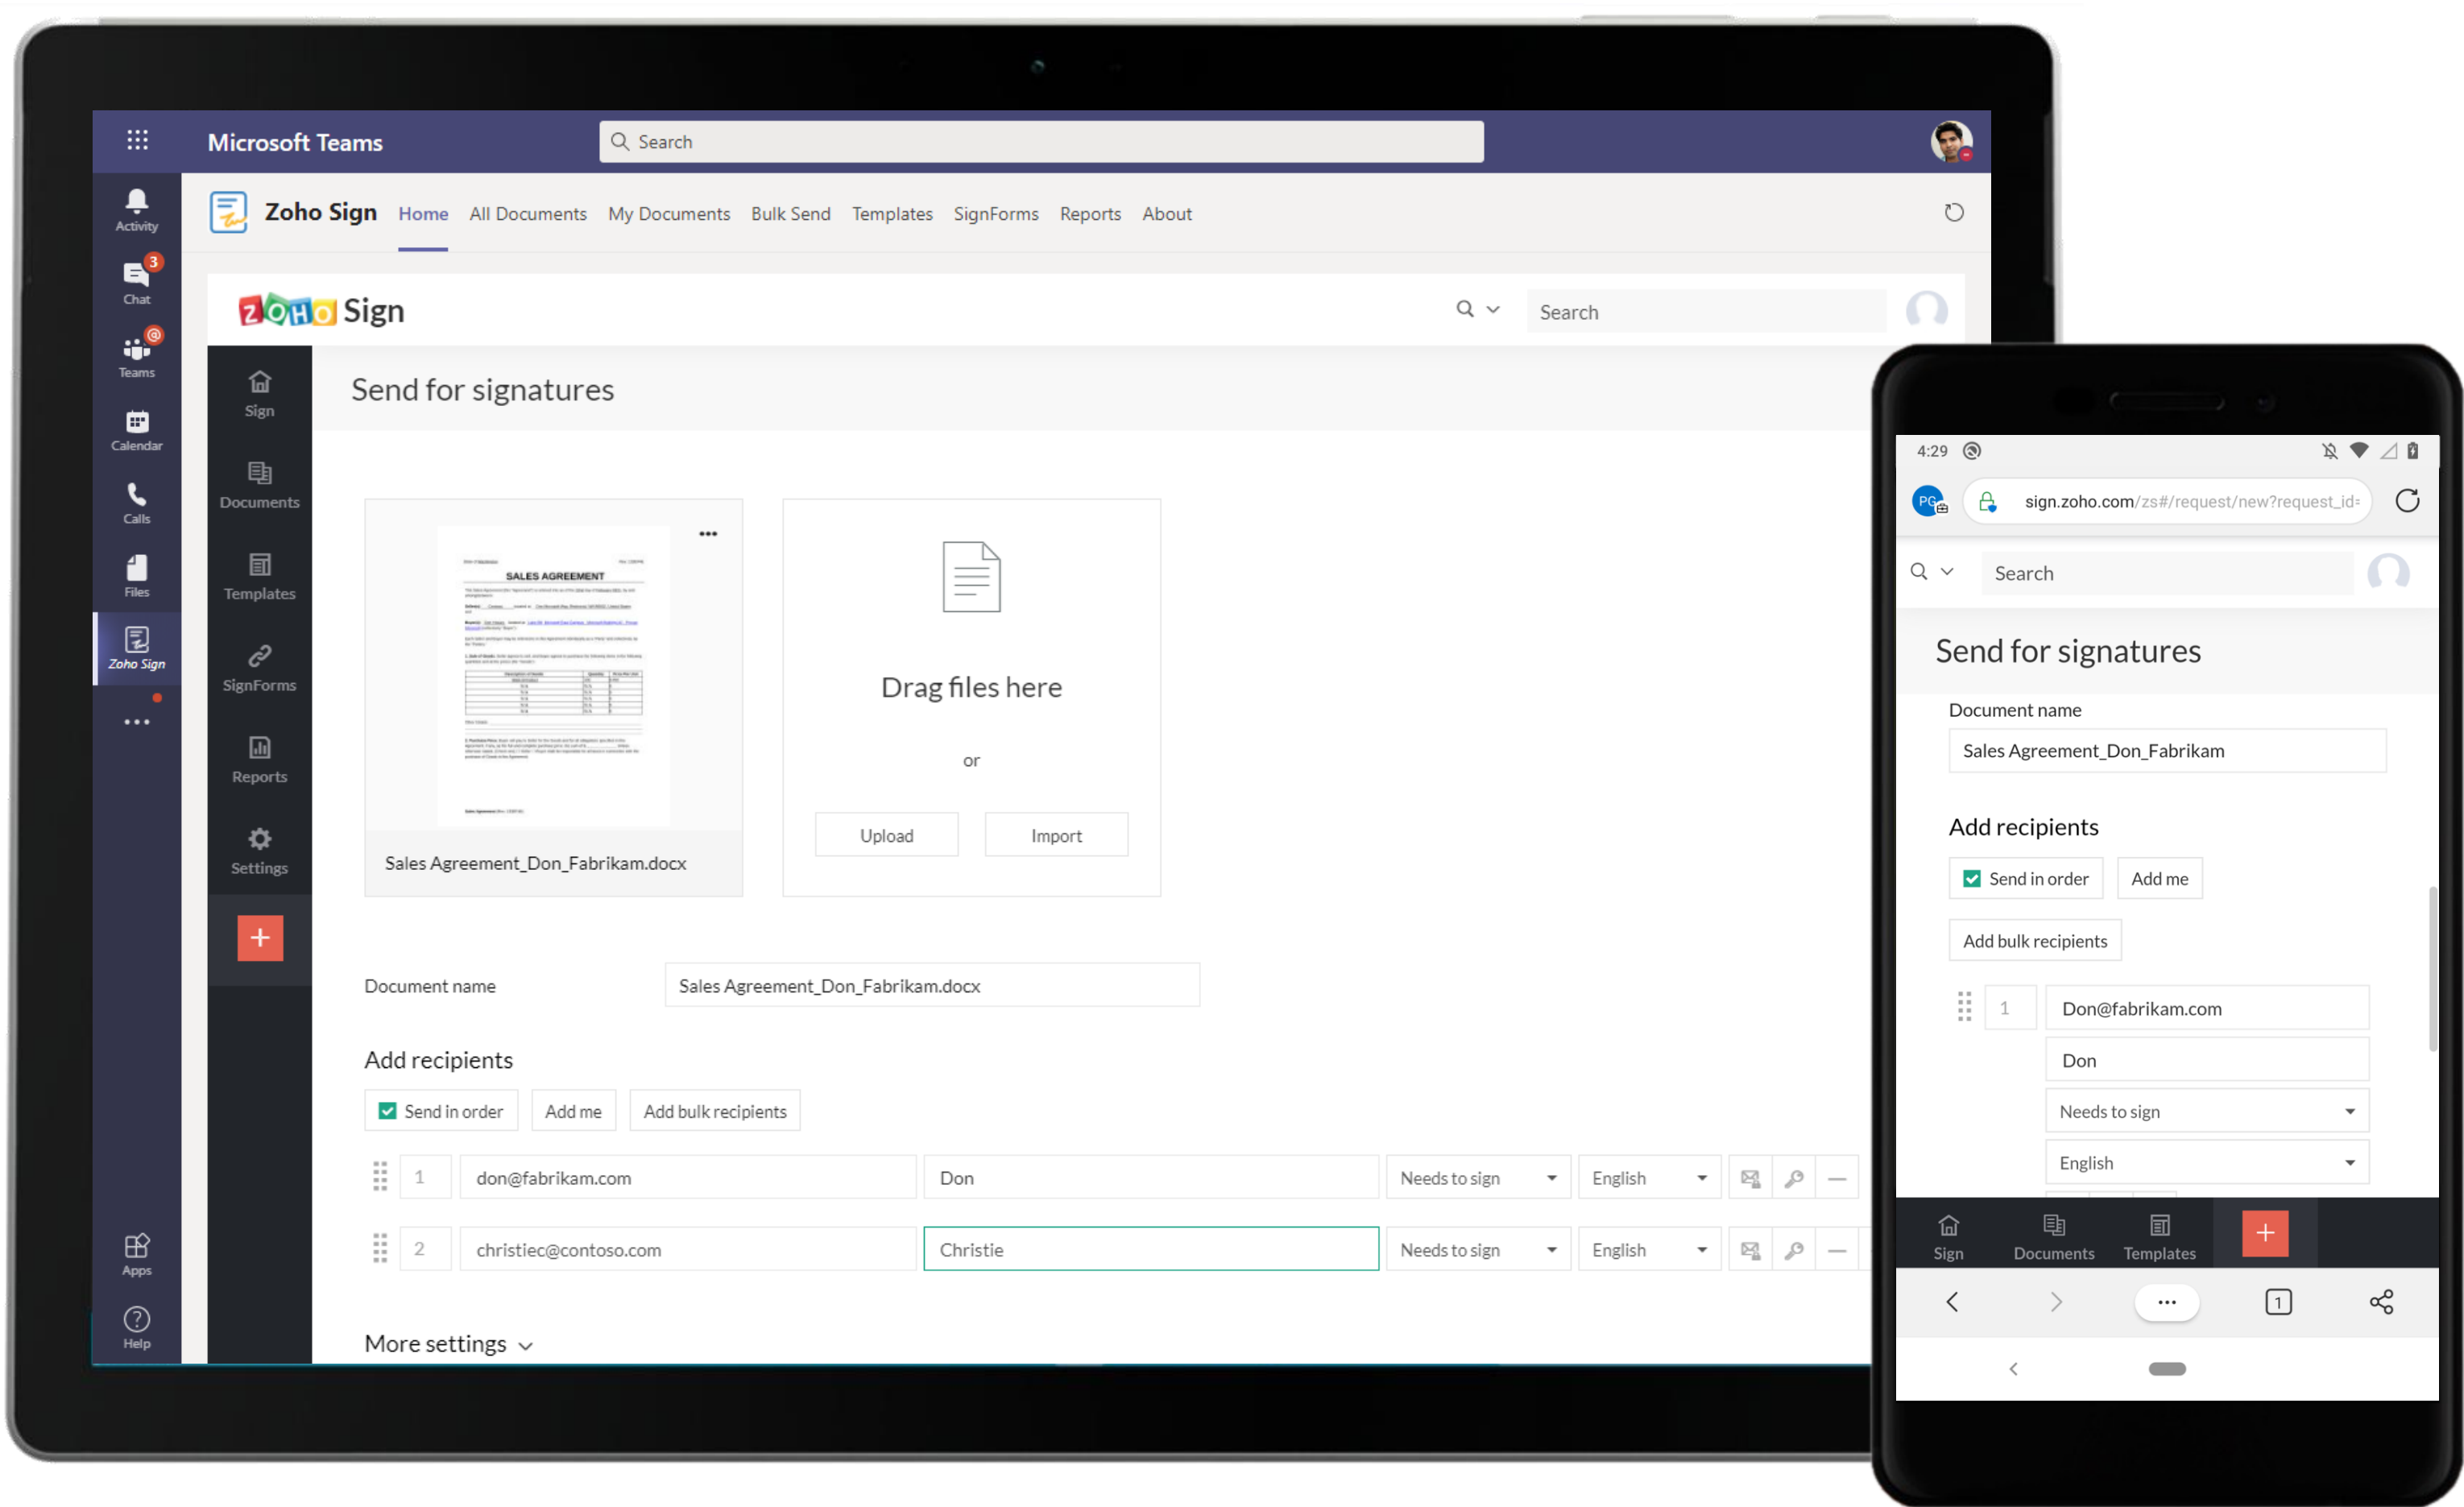 Microsoft Teams
Search
Activity
3
Chat
@
Teams
Calendar
Calls
Files
Zoho Sign
Apps
Help
Zoho Sign Home All Documents My Documents Bulk Send Templates SignForms Reports About
ZOHO Sign
Search
Sign
Documents
Templates
SignForms
Reports
Settings
+
Send for signatures
SALES AGREEMENT
Sales Agreement_Don_Fabrikam.docx
Drag files here
or
Upload Import
Document name Sales Agreement_Don_Fabrikam.docx
Add recipients
Send in order Add me Add bulk recipients
1 don@fabrikam.com Don Needs to sign English
2 christiec@contoso.com Christie Needs to sign English
More settings
4:29
PG sign.zoho.com/zs#/request/new?request_id=
Search
Send for signatures
Document name
Sales Agreement_Don_Fabrikam
Add recipients
Send in order Add me
Add bulk recipients
1 Don@fabrikam.com
Don
Needs to sign
English
Sign Documents Templates +
1